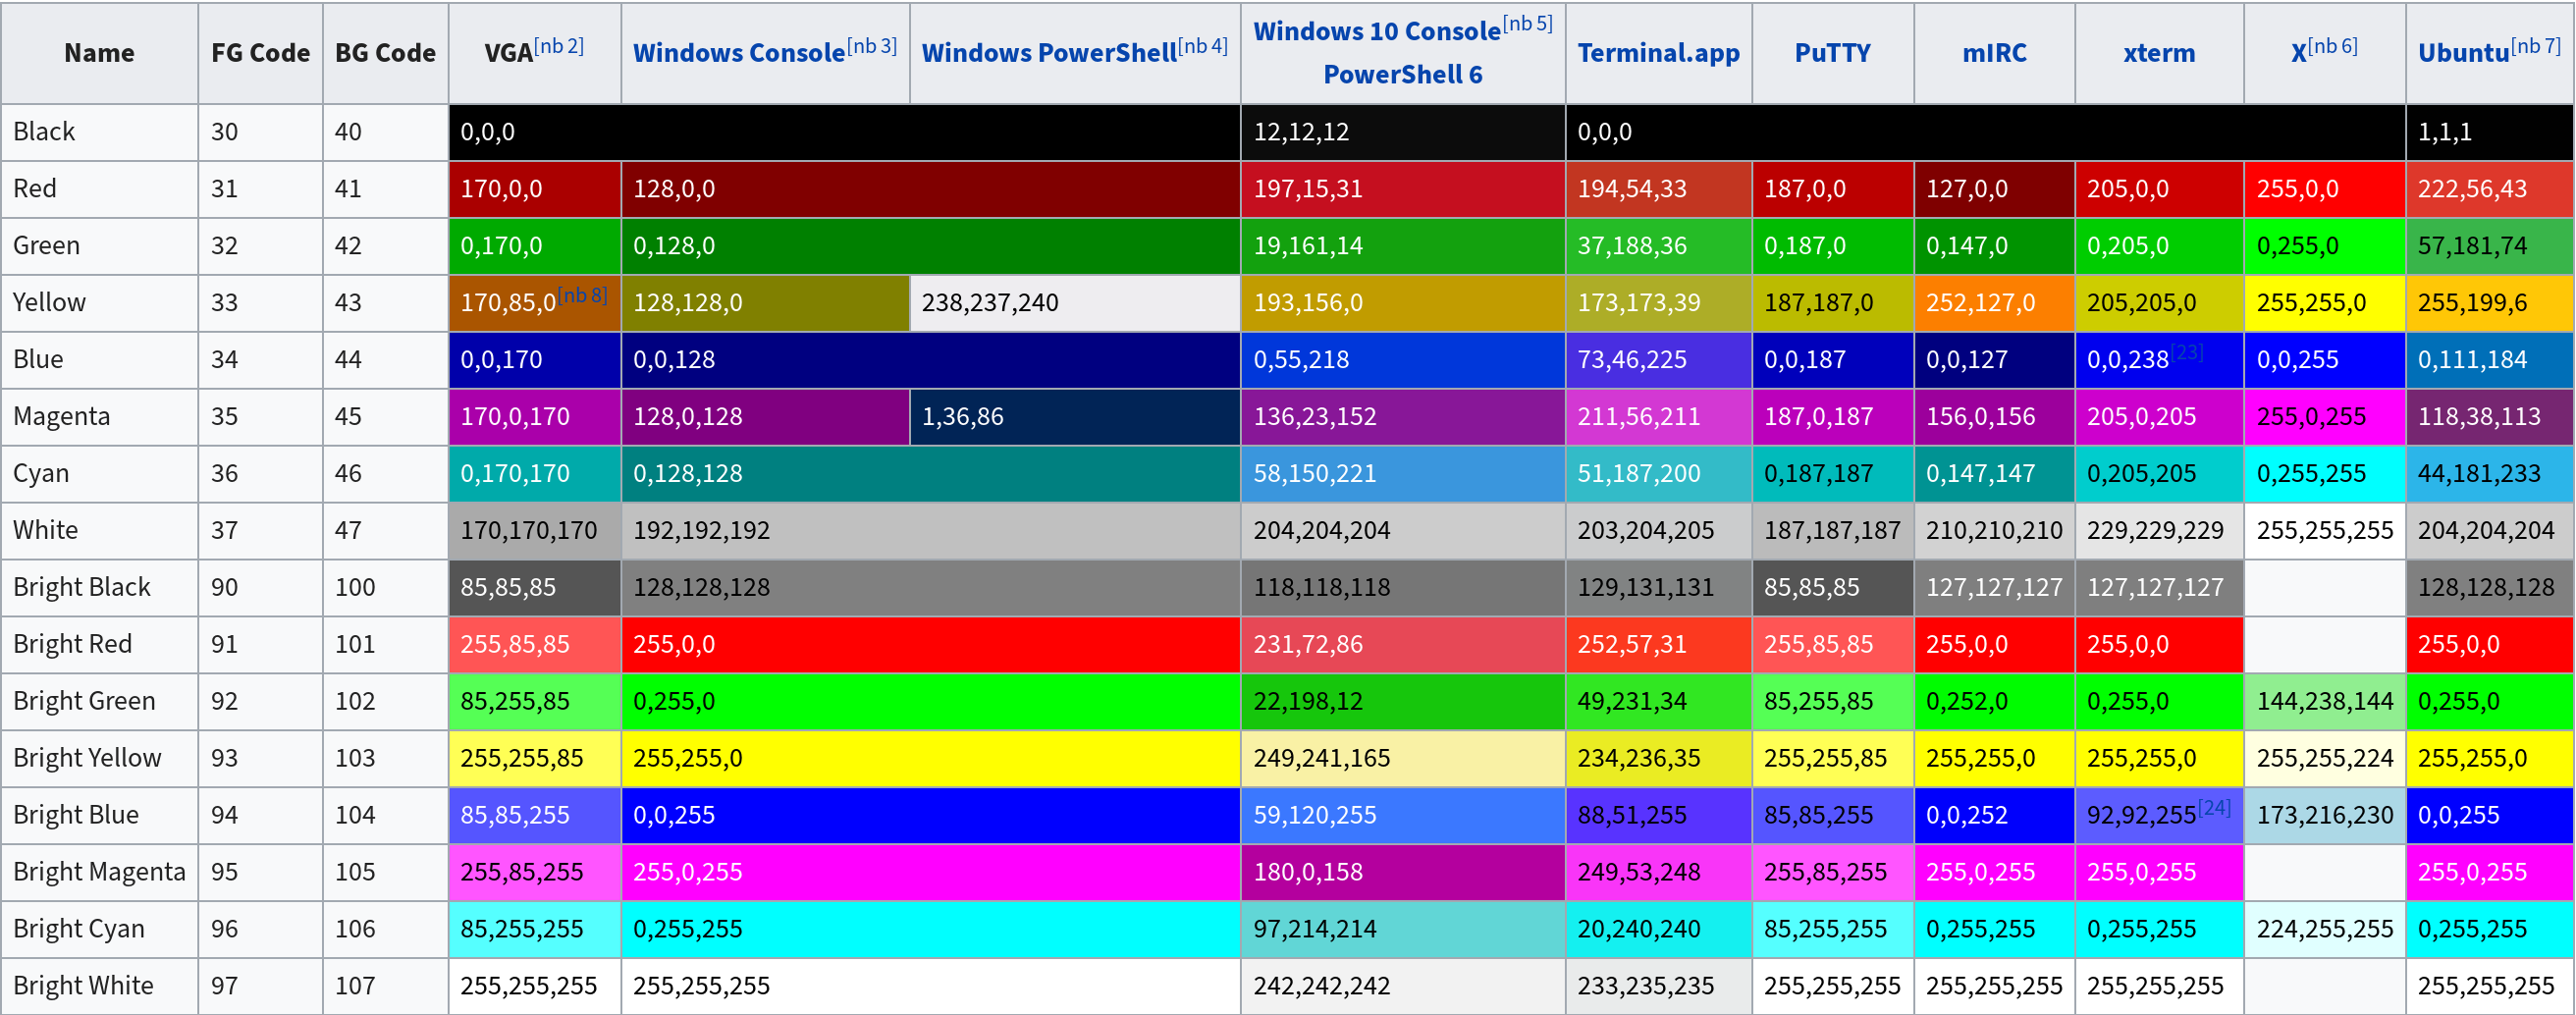 Name FG Code BG Code VGA[nb 2] Windows Console[nb 3] Windows PowerShell[nb 4] Windows 10 Console[nb 5] PowerShell 6 Terminal.app PuTTY mIRC xterm X[nb 6] Ubuntu[nb 7]
Black 30 40 0,0,0 12,12,12 0,0,0 1,1,1
Red 31 41 170,0,0 128,0,0 197,15,31 194,54,33 187,0,0 127,0,0 205,0,0 255,0,0 222,56,43
Green 32 42 0,170,0 0,128,0 19,161,14 37,188,36 0,187,0 0,147,0 0,205,0 0,255,0 57,181,74
Yellow 33 43 170,85,0[nb 8] 128,128,0 238,237,240 193,156,0 173,173,39 187,187,0 252,127,0 205,205,0 255,255,0 255,199,6
Blue 34 44 0,0,170 0,0,128 0,55,218 73,46,225 0,0,187 0,0,127 0,0,238[23] 0,0,255 0,111,184
Magenta 35 45 170,0,170 128,0,128 1,36,86 136,23,152 211,56,211 187,0,187 156,0,156 205,0,205 255,0,255 118,38,113
Cyan 36 46 0,170,170 0,128,128 58,150,221 51,187,200 0,187,187 0,147,147 0,205,205 0,255,255 44,181,233
White 37 47 170,170,170 192,192,192 204,204,204 203,204,205 187,187,187 210,210,210 229,229,229 255,255,255 204,204,204
Bright Black 90 100 85,85,85 128,128,128 118,118,118 129,131,131 85,85,85 127,127,127 127,127,127 128,128,128
Bright Red 91 101 255,85,85 255,0,0 231,72,86 252,57,31 255,85,85 255,0,0 255,0,0 255,0,0
Bright Green 92 102 85,255,85 0,255,0 22,198,12 49,231,34 85,255,85 0,252,0 0,255,0 144,238,144 0,255,0
Bright Yellow 93 103 255,255,85 255,255,0 249,241,165 234,236,35 255,255,85 255,255,0 255,255,0 255,255,224 255,255,0
Bright Blue 94 104 85,85,255 0,0,255 59,120,255 88,51,255 85,85,255 0,0,252 92,92,255[24] 173,216,230 0,0,255
Bright Magenta 95 105 255,85,255 255,0,255 180,0,158 249,53,248 255,85,255 255,0,255 255,0,255 255,0,255
Bright Cyan 96 106 85,255,255 0,255,255 97,214,214 20,240,240 85,255,255 0,255,255 0,255,255 224,255,255 0,255,255
Bright White 97 107 255,255,255 255,255,255 242,242,242 233,235,235 255,255,255 255,255,255 255,255,255 255,255,255